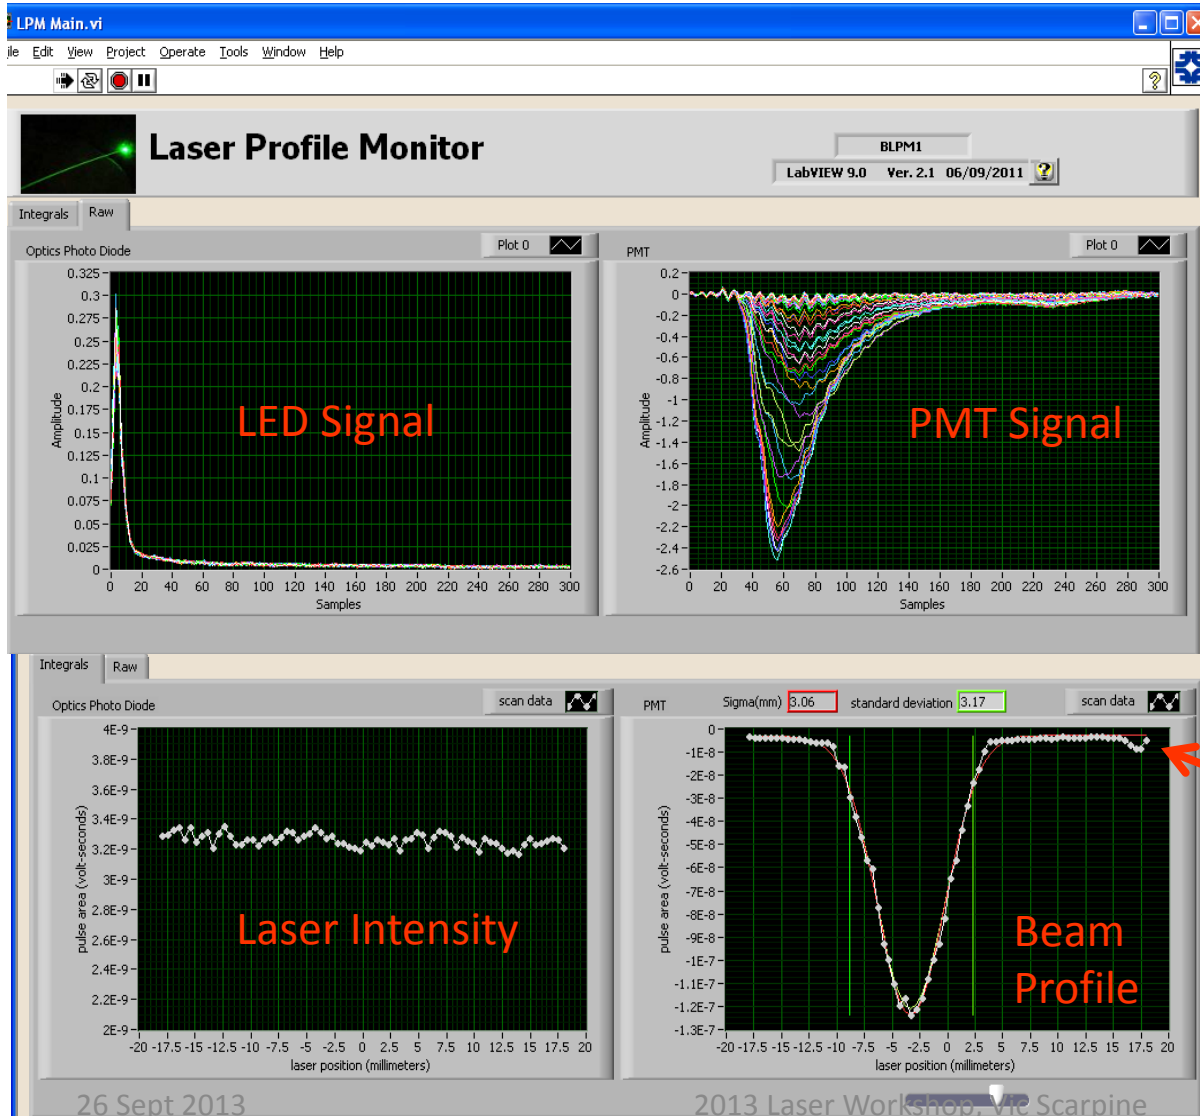 LPM Main.vi
ile Edit View Project Operate Tools Window Help
Laser Profile Monitor
BLPM1
LabVIEW 9.0 Ver. 2.1 06/09/2011
Integrals Raw
Optics Photo Diode
Plot 0
Amplitude
0.325
0.3
0.275
0.25
0.225
0.2
0.175
0.15
0.125
0.1
0.075
0.05
0.025
0
0 20 40 60 80 100 120 140 160 180 200 220 240 260 280 300
Samples
LED Signal
PMT
Plot 0
Amplitude
0.2
0
-0.2
-0.4
-0.6
-0.8
-1
-1.2
-1.4
-1.6
-1.8
-2
-2.2
-2.4
-2.6
0 20 40 60 80 100 120 140 160 180 200 220 240 260 280 300
Samples
PMT Signal
Integrals Raw
Optics Photo Diode
scan data
pulse area (volt-seconds)
4E-9
3.8E-9
3.6E-9
3.4E-9
3.2E-9
3E-9
2.8E-9
2.6E-9
2.4E-9
2.2E-9
2E-9
-20 -17.5 -15 -12.5 -10 -7.5 -5 -2.5 0 2.5 5 7.5 10 12.5 15 17.5 20
laser position (millimeters)
Laser Intensity
PMT
Sigma(mm) 3.06 standard deviation 3.17
scan data
pulse area (volt-seconds)
0
-1E-8
-2E-8
-3E-8
-4E-8
-5E-8
-6E-8
-7E-8
-8E-8
-9E-8
-1E-7
-1.1E-7
-1.2E-7
-1.3E-7
-20 -17.5 -15 -12.5 -10 -7.5 -5 -2.5 0 2.5 5 7.5 10 12.5 15 17.5 20
laser position (millimeters)
Beam
Profile
26 Sept 2013
2013 Laser Workshop, Vic Scarpine